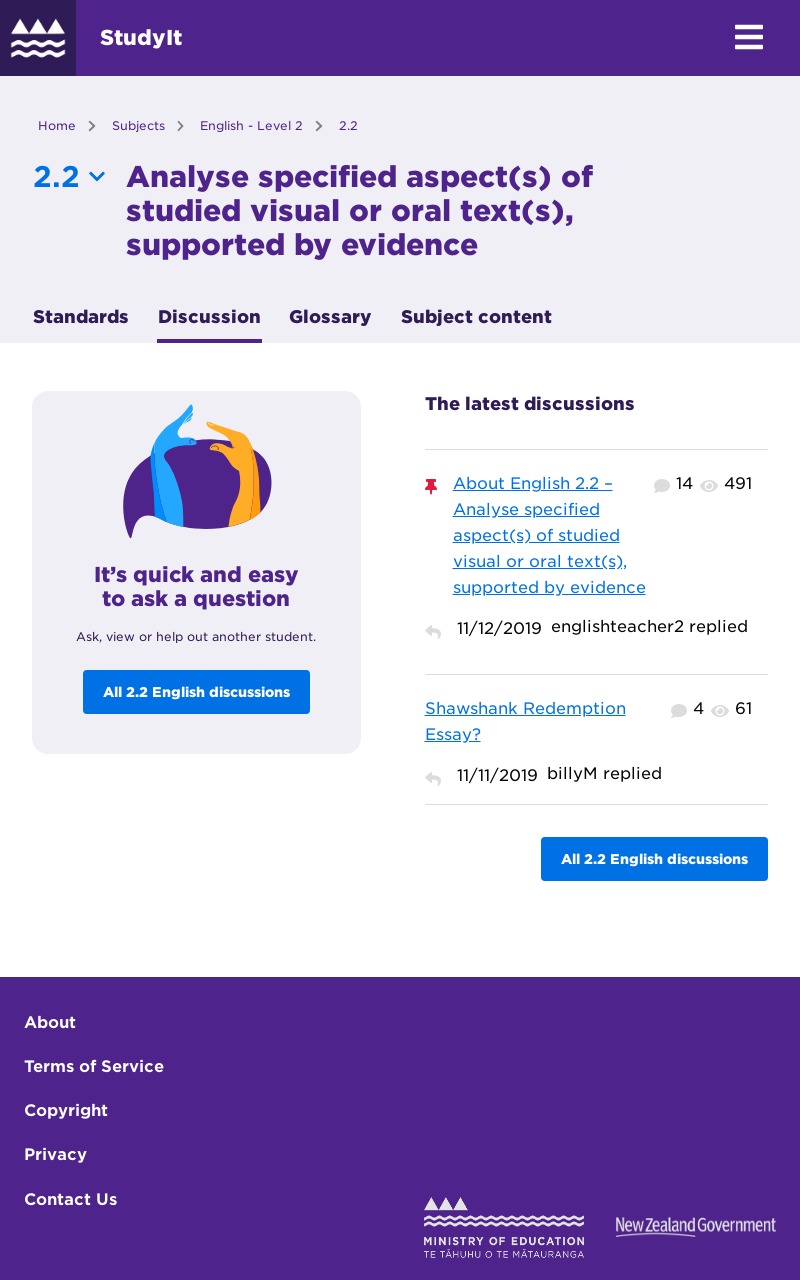 StudyIt
Home
Subjects
English - Level 2
2.2
2.2
Analyse specified aspect(s) of
studied visual or oral text(s),
supported by evidence
Standards
Discussion
Glossary
Subject content
It’s quick and easy
to ask a question
Ask, view or help out another student.
All 2.2 English discussions
The latest discussions
About English 2.2 –
Analyse specified
aspect(s) of studied
visual or oral text(s),
supported by evidence
14
491
11/12/2019 englishteacher2 replied
Shawshank Redemption
Essay?
4
61
11/11/2019 billyM replied
All 2.2 English discussions
About
Terms of Service
Copyright
Privacy
Contact Us
MINISTRY OF EDUCATION
TE TĀHUHU O TE MĀTAURANGA
New Zealand Government